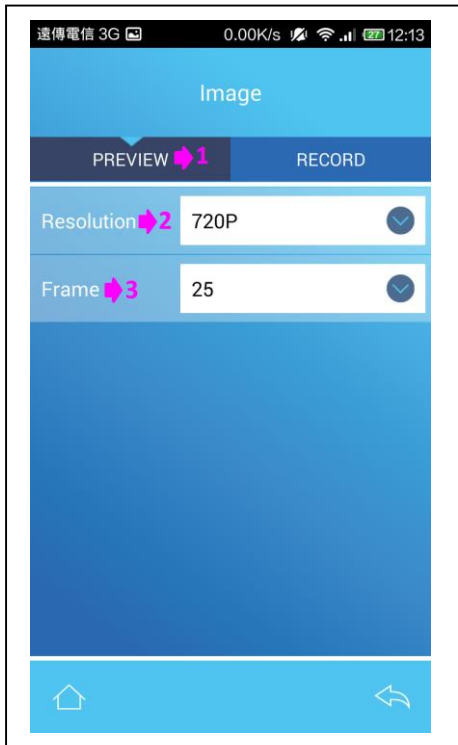 遠傳電信 3G 0.00K/s 27 12:13
Image
PREVIEW 1 RECORD
Resolution 2 720P
Frame 3 25